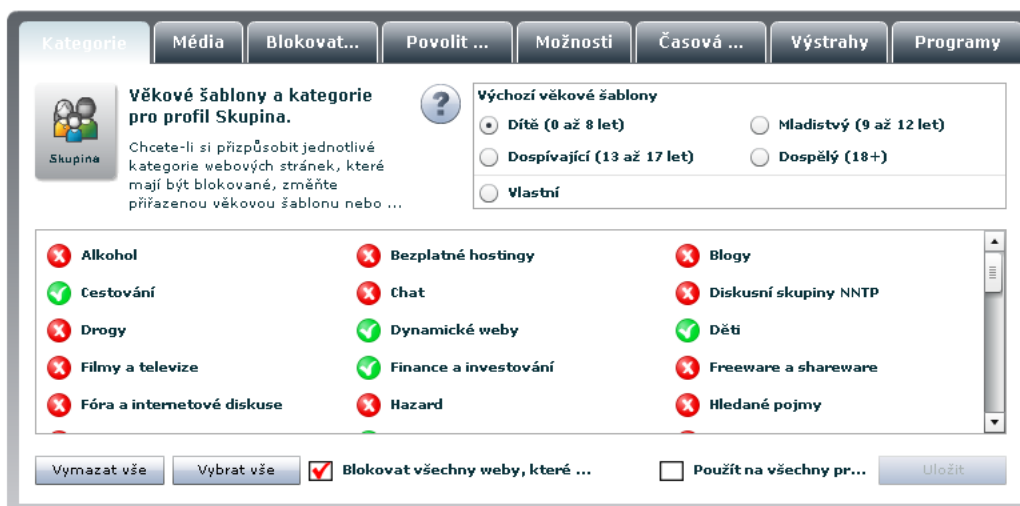 Kategorie Média Blokovat... Povolit ... Možnosti Časová ... Výstrahy Programy
Skupina
Věkové šablony a kategorie
pro profil Skupina.
Chcete-li si přizpůsobit jednotlivé
kategorie webových stránek, které
mají být blokované, změňte
přiřazenou věkovou šablonu nebo ...
?
Výchozí věkové šablony
Dítě (0 až 8 let) Mladistvý (9 až 12 let)
Dospívající (13 až 17 let) Dospělý (18+)
Vlastní
Alkohol Bezplatné hostingy Blogy
Cestování Chat Diskusní skupiny NNTP
Drogy Dynamické weby Děti
Filmy a televize Finance a investování Freeware a shareware
Fóra a internetové diskuse Hazard Hledané pojmy
Vymazat vše Vybrat vše Blokovat všechny weby, které ... Použít na všechny pr... Uložit